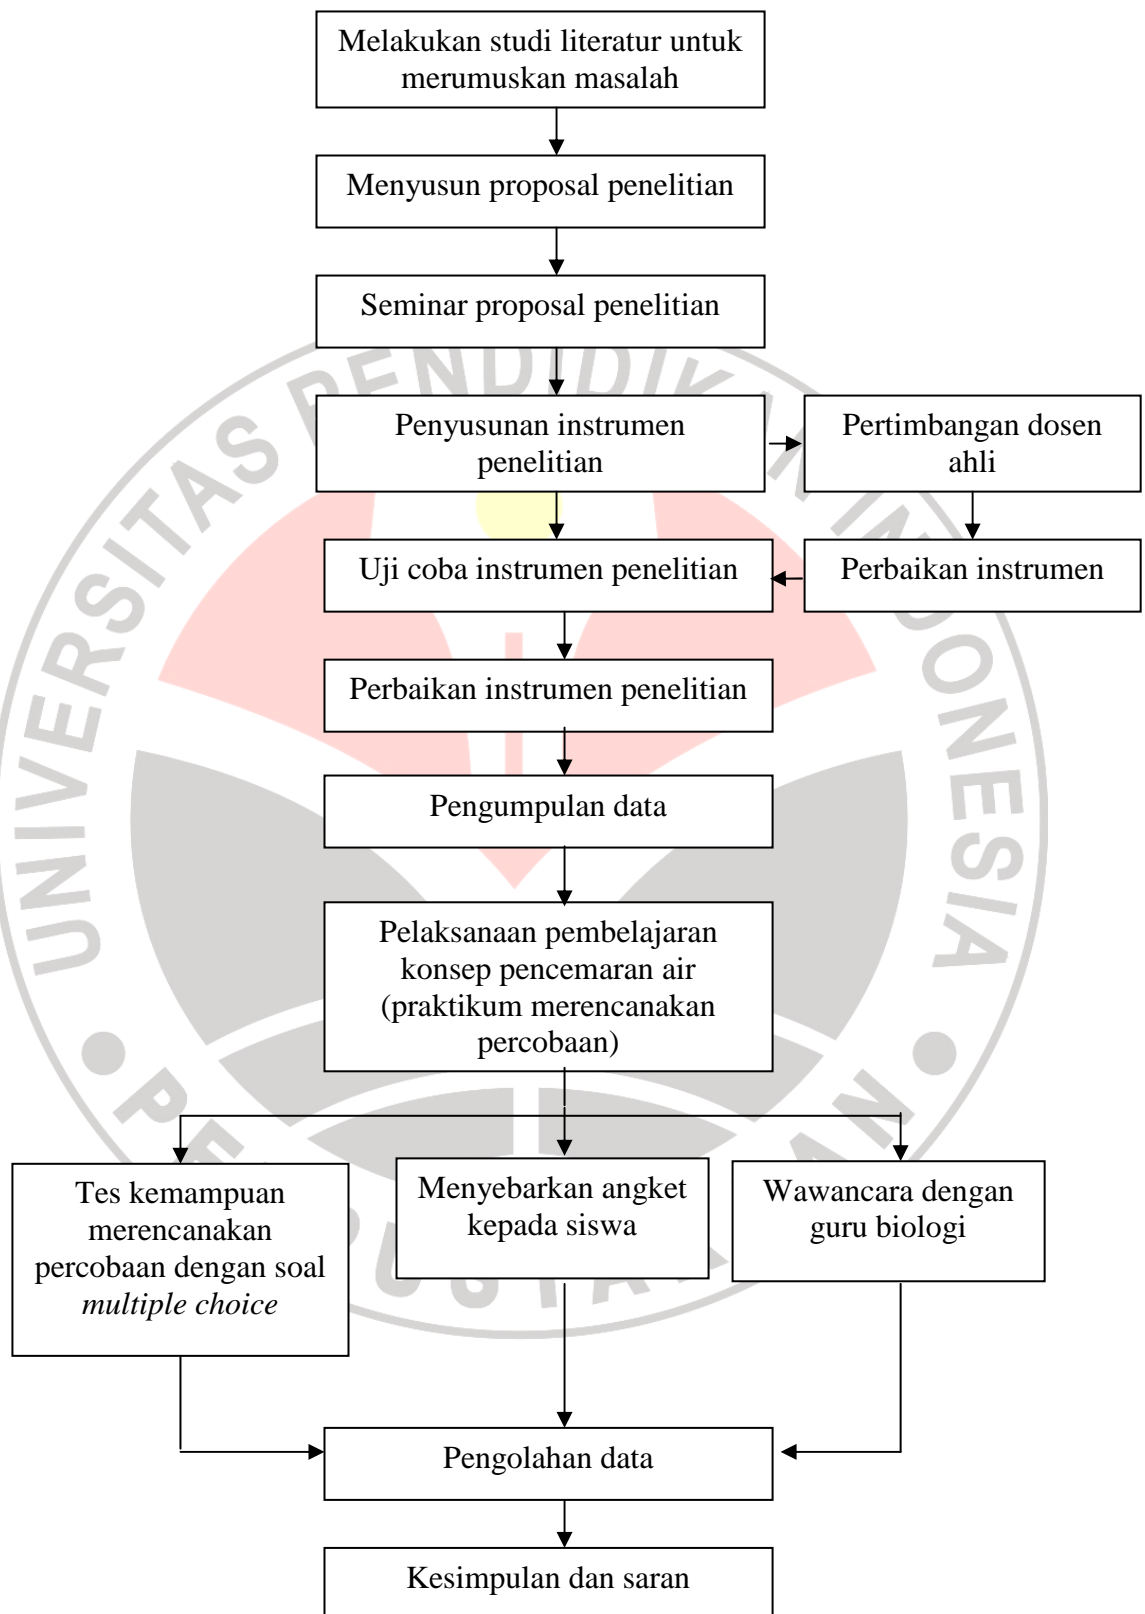 Melakukan studi literatur untuk
merumuskan masalah
Menyusun proposal penelitian
Seminar proposal penelitian
Penyusunan instrumen
penelitian
Pertimbangan dosen
ahli
Uji coba instrumen penelitian
Perbaikan instrumen
Perbaikan instrumen penelitian
Pengumpulan data
Pelaksanaan pembelajaran
konsep pencemaran air
(praktikum merencanakan
percobaan)
Tes kemampuan
merencanakan
percobaan dengan soal
multiple choice
Menyebarkan angket
kepada siswa
Wawancara dengan
guru biologi
Pengolahan data
Kesimpulan dan saran
UNIVERSITAS PENDIDIKAN INDONESIA